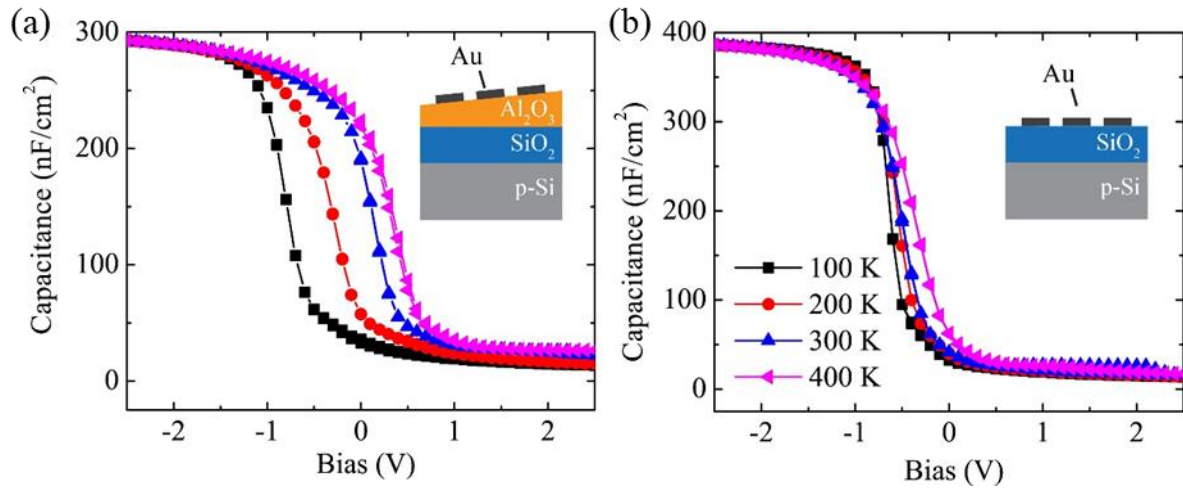 (a)
300
200
100
0
Capacitance (nF/cm²)
-2 -1 0 1 2
Bias (V)
Au
Al₂O₃
SiO₂
p-Si
(b)
400
300
200
100
0
Capacitance (nF/cm²)
-2 -1 0 1 2
Bias (V)
Au
SiO₂
p-Si
100 K
200 K
300 K
400 K